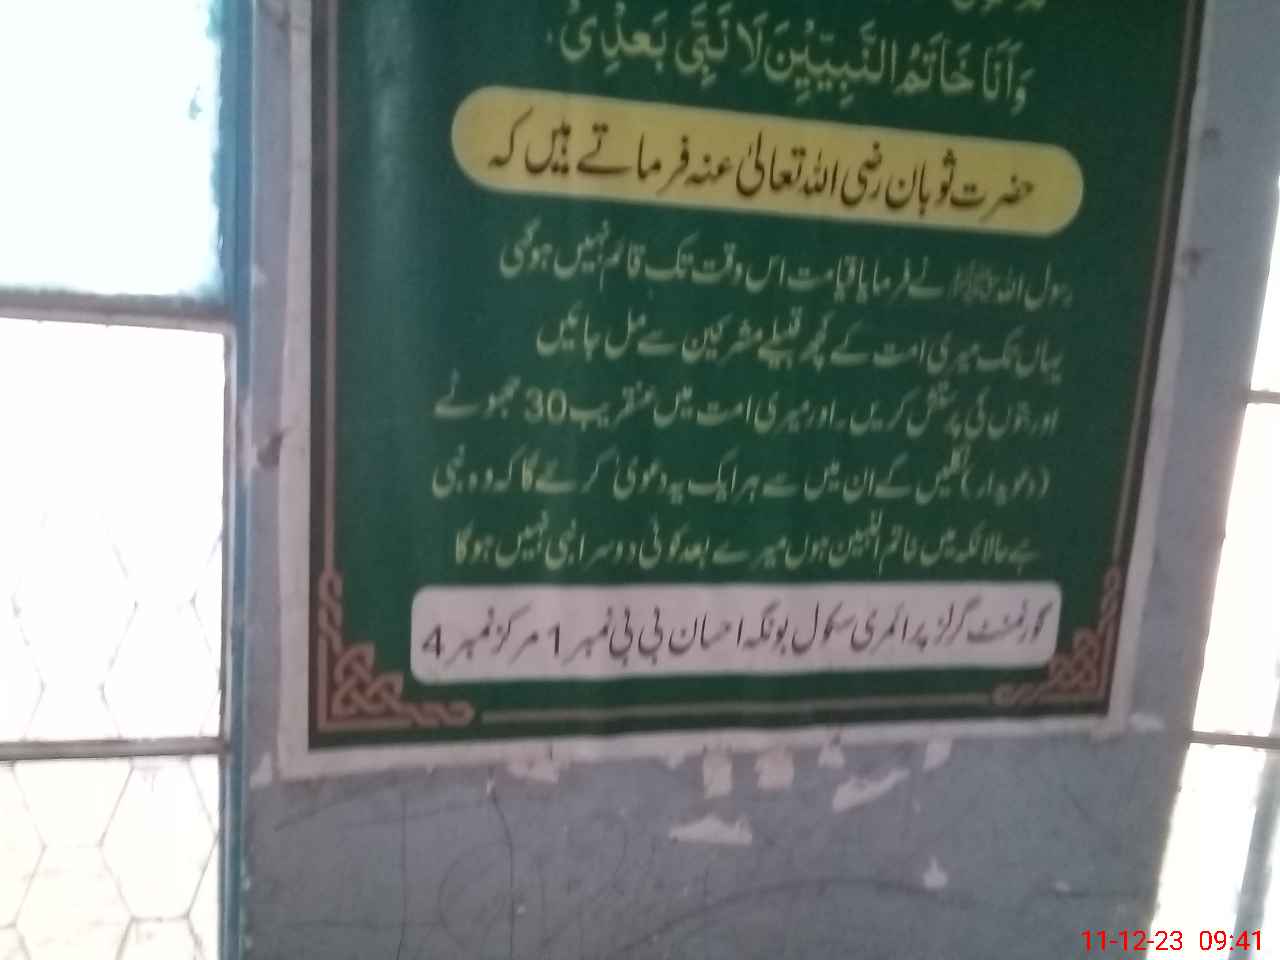 وَاَنَا خَاتَمُ النَّبِيِّيْنَ لَا نَبِيَّ بَعْدِيْ
حضرت ثوبان رضی اللہ تعالیٰ عنہ فرماتے ہیں کہ
رسول اللہ ﷺ نے فرمایا قیامت اس وقت تک قائم نہیں ہوگی
یہاں تک میری امت کے کچھ قبیلے مشرکین سے مل جائیں
اور بتوں کی پرستش کریں۔ اور میری امت میں عنقریب 30 جھوٹے
(دعویدار) نکلیں گے ان میں سے ہر ایک یہ دعویٰ کرے گا کہ وہ نبی
ہے حالانکہ میں خاتم النبیین ہوں میرے بعد کوئی دوسرا نبی نہیں ہوگا
گورنمنٹ گرلز پرائمری سکول بونگہ احسان بی بی نمبر 1 مرکز نمبر 4
11-12-23 09:41